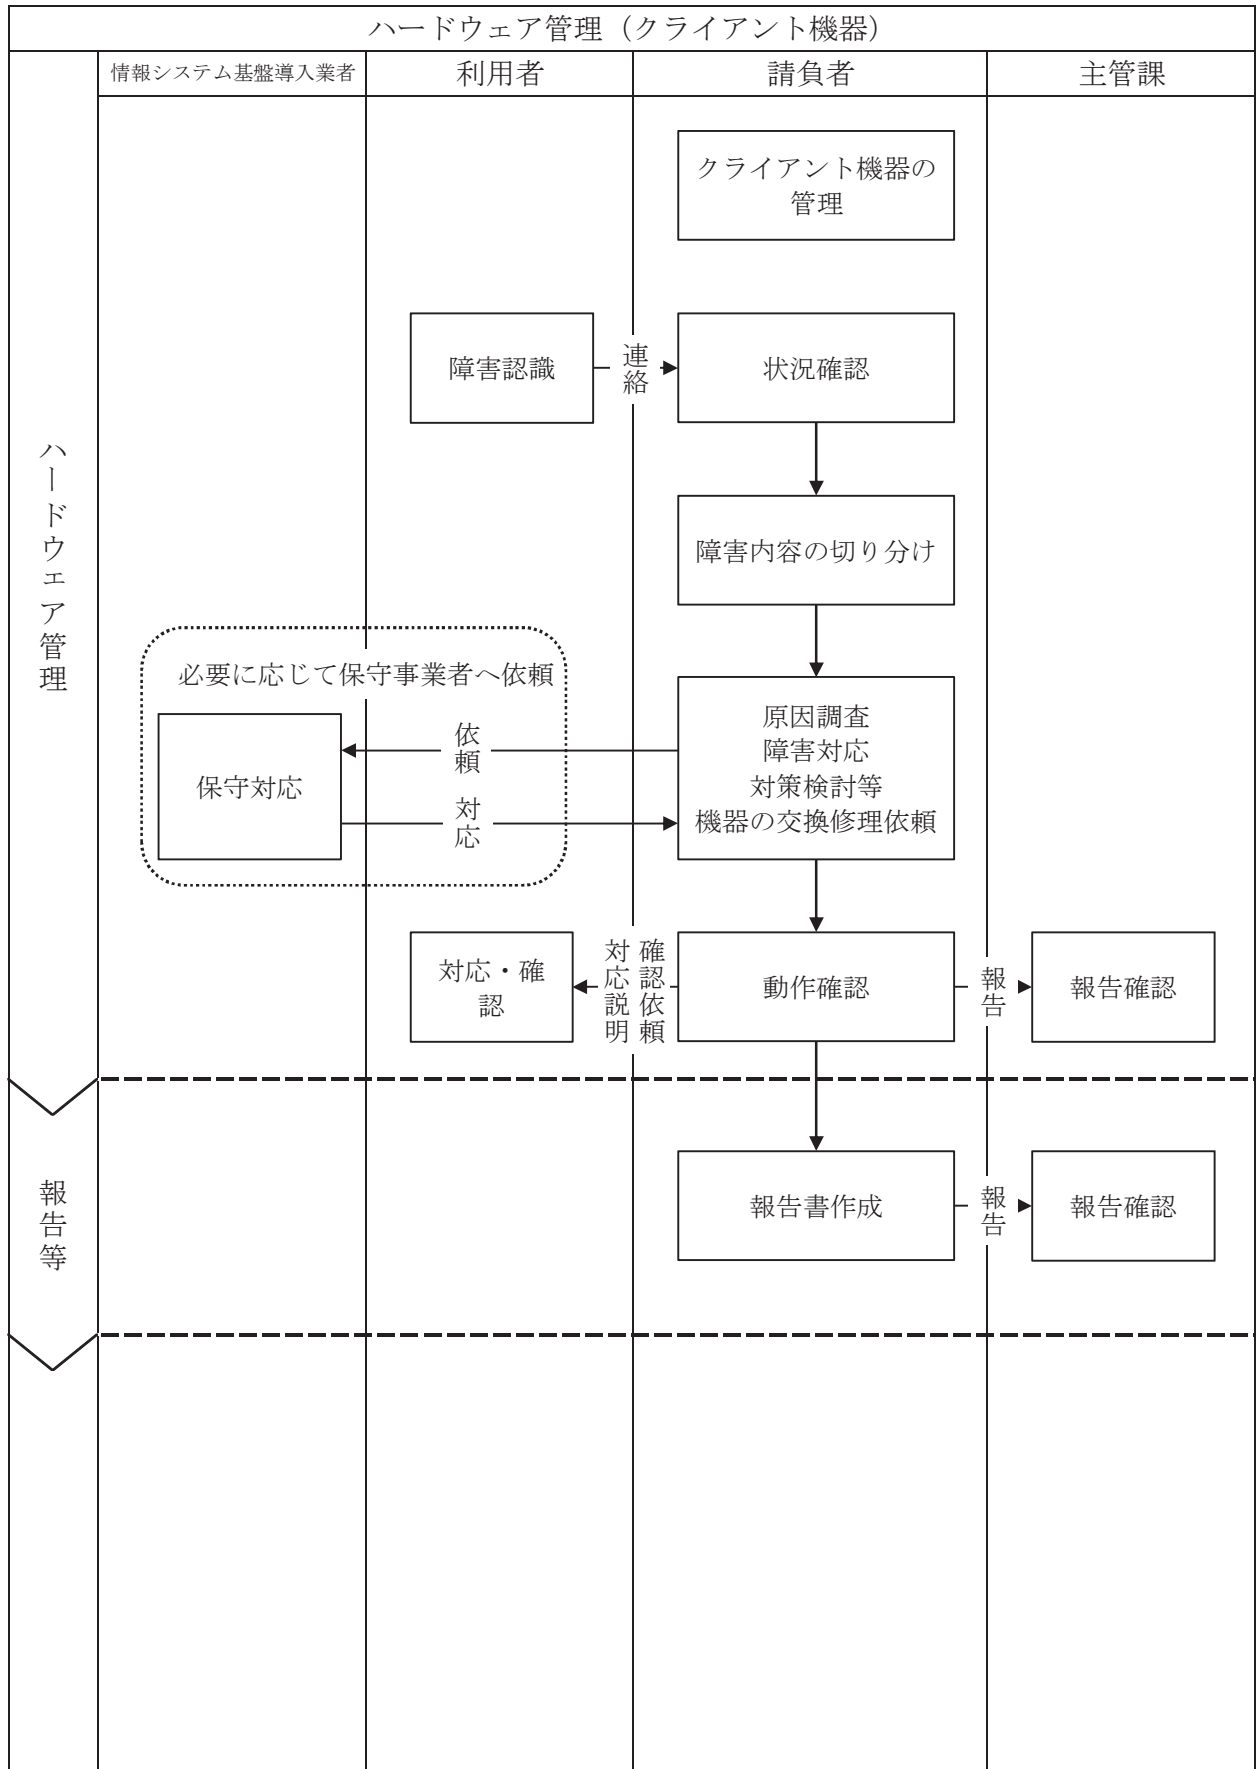 ハードウェア管理（クライアント機器）
情報システム基盤導入業者
利用者
請負者
主管課
ハードウェア管理
クライアント機器の
管理
障害認識
連絡
状況確認
障害内容の切り分け
必要に応じて保守事業者へ依頼
保守対応
依頼
対応
原因調査
障害対応
対策検討等
機器の交換修理依頼
対応・確
認
確認依頼
対応説明
動作確認
報告
報告確認
報告等
報告書作成
報告
報告確認